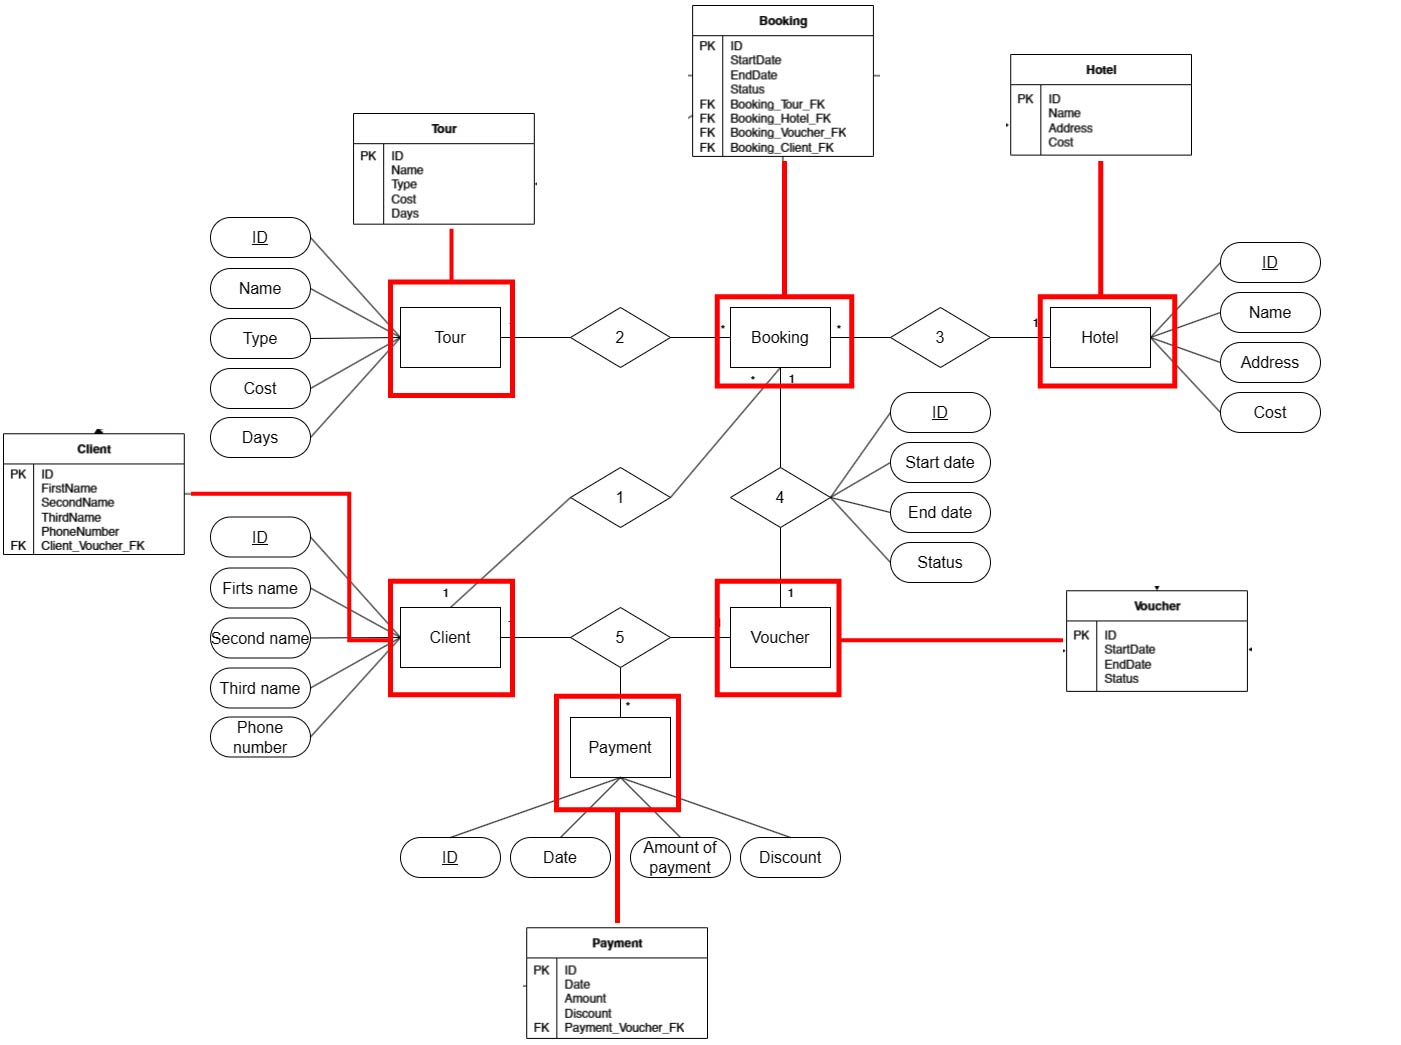 Booking
PK ID
StartDate
EndDate
Status
FK Booking_Tour_FK
FK Booking_Hotel_FK
FK Booking_Voucher_FK
FK Booking_Client_FK
Hotel
PK ID
Name
Address
Cost
Tour
PK ID
Name
Type
Cost
Days
ID
Name
Type
Cost
Days
Tour
2
*
Booking
*
3
1
Hotel
ID
Name
Address
Cost
* 1
Client
PK ID
FirstName
SecondName
ThirdName
PhoneNumber
FK Client_Voucher_FK
1
4
ID
Start date
End date
Status
ID
Firts name
Second name
Third name
Phone
number
1
Client
5
1
Voucher
Voucher
PK ID
StartDate
EndDate
Status
*
Payment
ID
Date
Amount of
payment
Discount
Payment
PK ID
Date
Amount
Discount
FK Payment_Voucher_FK